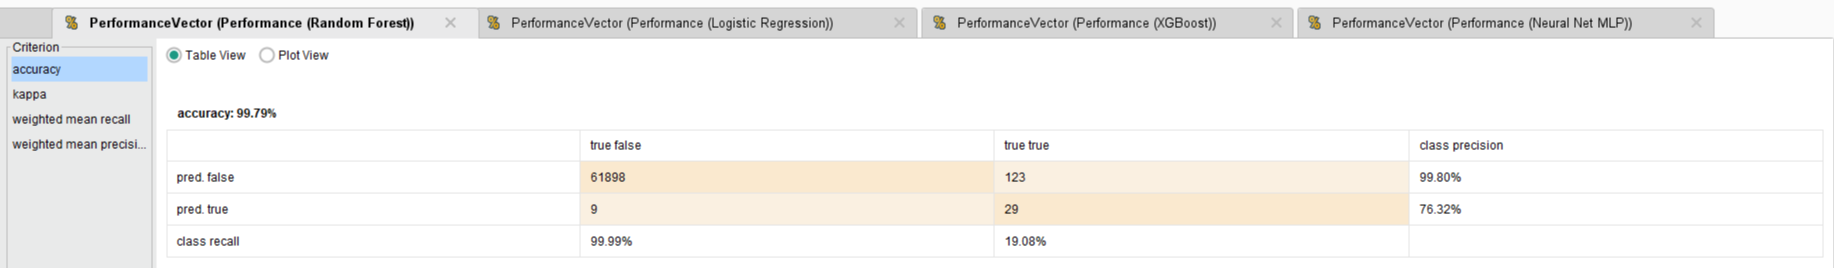 PerformanceVector (Performance (Random Forest)) PerformanceVector (Performance (Logistic Regression)) PerformanceVector (Performance (XGBoost)) PerformanceVector (Performance (Neural Net MLP))
Criterion
accuracy
kappa
weighted mean recall
weighted mean precisi...
Table View Plot View
accuracy: 99.79%
true false true true class precision
pred. false 61898 123 99.80%
pred. true 9 29 76.32%
class recall 99.99% 19.08%